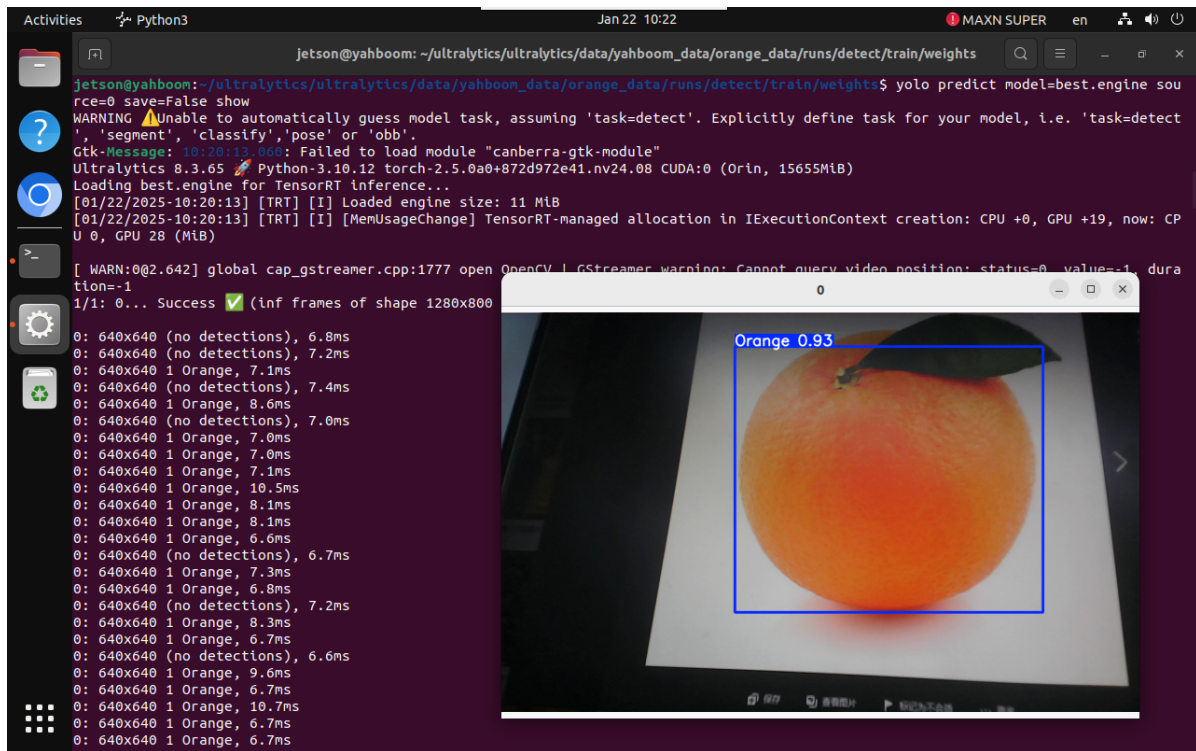 Activities
Python3
Jan 22 10:22
MAXN SUPER
en
jetson@yahboom: ~/ultralytics/ultralytics/data/yahboom_data/orange_data/runs/detect/train/weights
jetson@yahboom:~/ultralytics/ultralytics/data/yahboom_data/orange_data/runs/detect/train/weights$ yolo predict model=best.engine sou
rce=0 save=False show
WARNING ⚠️Unable to automatically guess model task, assuming 'task=detect'. Explicitly define task for your model, i.e. 'task=detect
', 'segment', 'classify','pose' or 'obb'.
Gtk-Message: 10:20:13.060: Failed to load module "canberra-gtk-module"
Ultralytics 8.3.65 🚀 Python-3.10.12 torch-2.5.0a0+872d972e41.nv24.08 CUDA:0 (Orin, 15655MiB)
Loading best.engine for TensorRT inference...
[01/22/2025-10:20:13] [TRT] [I] Loaded engine size: 11 MiB
[01/22/2025-10:20:13] [TRT] [I] [MemUsageChange] TensorRT-managed allocation in IExecutionContext creation: CPU +0, GPU +19, now: CP
U 0, GPU 28 (MiB)
[ WARN:0@2.642] global cap_gstreamer.cpp:1777 open OpenCV | GStreamer warning: Cannot query video position: status=0, value=-1, dura
tion=-1
1/1: 0... Success ✅ (inf frames of shape 1280x800
0: 640x640 (no detections), 6.8ms
0: 640x640 (no detections), 7.2ms
0: 640x640 1 Orange, 7.1ms
0: 640x640 (no detections), 7.4ms
0: 640x640 1 Orange, 8.6ms
0: 640x640 (no detections), 7.0ms
0: 640x640 1 Orange, 7.0ms
0: 640x640 1 Orange, 7.0ms
0: 640x640 1 Orange, 7.1ms
0: 640x640 1 Orange, 10.5ms
0: 640x640 1 Orange, 8.1ms
0: 640x640 1 Orange, 8.1ms
0: 640x640 1 Orange, 6.6ms
0: 640x640 (no detections), 6.7ms
0: 640x640 1 Orange, 7.3ms
0: 640x640 1 Orange, 6.8ms
0: 640x640 (no detections), 7.2ms
0: 640x640 1 Orange, 8.3ms
0: 640x640 1 Orange, 6.7ms
0: 640x640 (no detections), 6.6ms
0: 640x640 1 Orange, 9.6ms
0: 640x640 1 Orange, 6.7ms
0: 640x640 1 Orange, 10.7ms
0: 640x640 1 Orange, 6.7ms
0: 640x640 1 Orange, 6.7ms
0
Orange 0.93
保存
查看图片